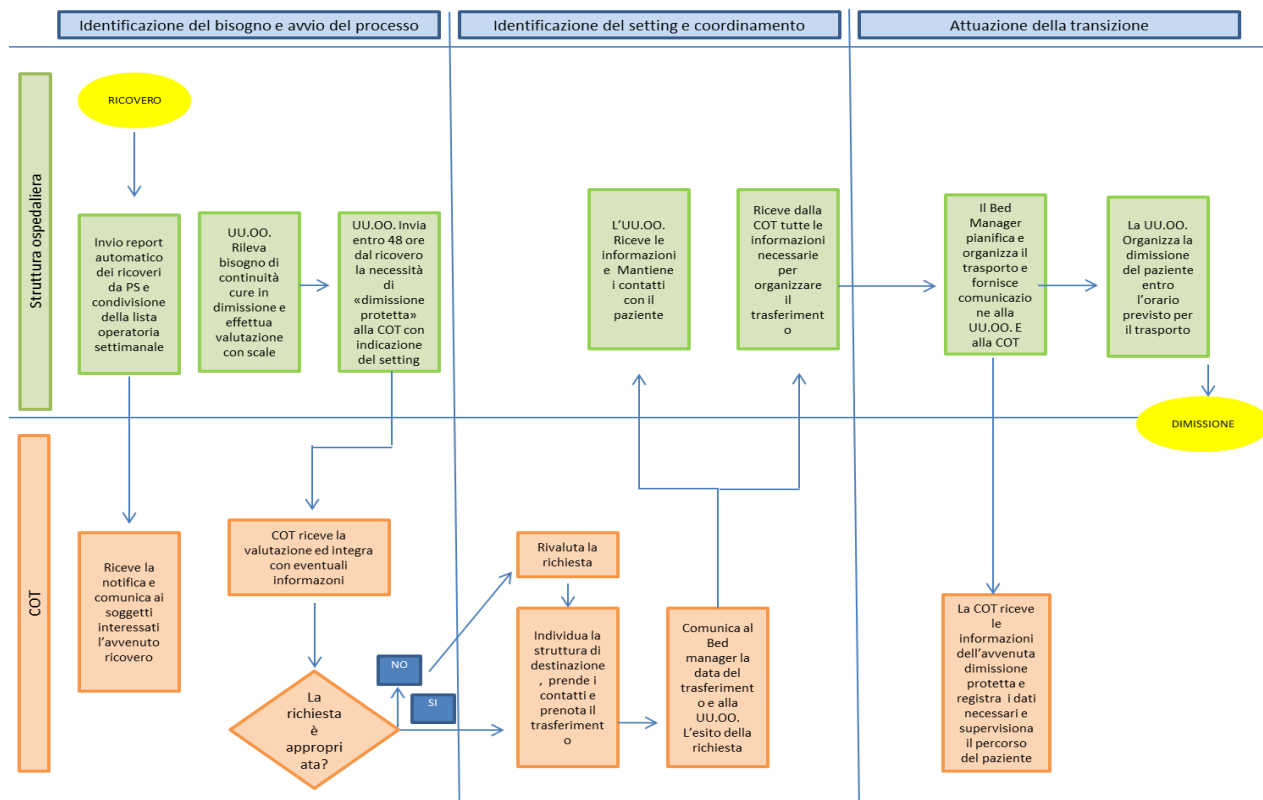 Identificazione del bisogno e avvio del processo
Identificazione del setting e coordinamento
Attuazione della transizione
Struttura ospedaliera
RICOVERO
Invio report
automatico
dei ricoveri
da PS e
condivisione
della lista
operatoria
settimanale
UU.OO.
Rileva
bisogno di
continuità
cure in
dimissione e
effettua
valutazione
con scale
UU.OO. Invia
entro 48 ore
dal ricovero
la necessità
di
«dimissione
protetta»
alla COT con
indicazione
del setting
L'UU.OO.
Riceve le
informazioni
e Mantiene
i contatti
con il
paziente
Riceve dalla
COT tutte le
informazioni
necessarie
per
organizzare
il
trasferiment
o
Il Bed
Manager
pianifica e
organizza il
trasporto e
fornisce
comunicazio
ne alla
UU.OO. E
alla COT
La UU.OO.
Organizza la
dimissione
del paziente
entro
l'orario
previsto per
il trasporto
DIMISSIONE
COT
Riceve la
notifica e
comunica ai
soggetti
interessati
l'avvenuto
ricovero
COT riceve la
valutazione ed integra
con eventuali
informazoni
La
richiesta
è
appropri
ata?
NO
SI
Rivaluta la
richiesta
Individua la
struttura di
destinazione
, prende i
contatti e
prenota il
trasferiment
o
Comunica al
Bed
manager la
data del
trasferiment
o e alla
UU.OO.
L'esito della
richiesta
La COT riceve
le
informazioni
dell'avvenuta
dimissione
protetta e
registra i dati
necessari e
supervisiona
il percorso
del paziente